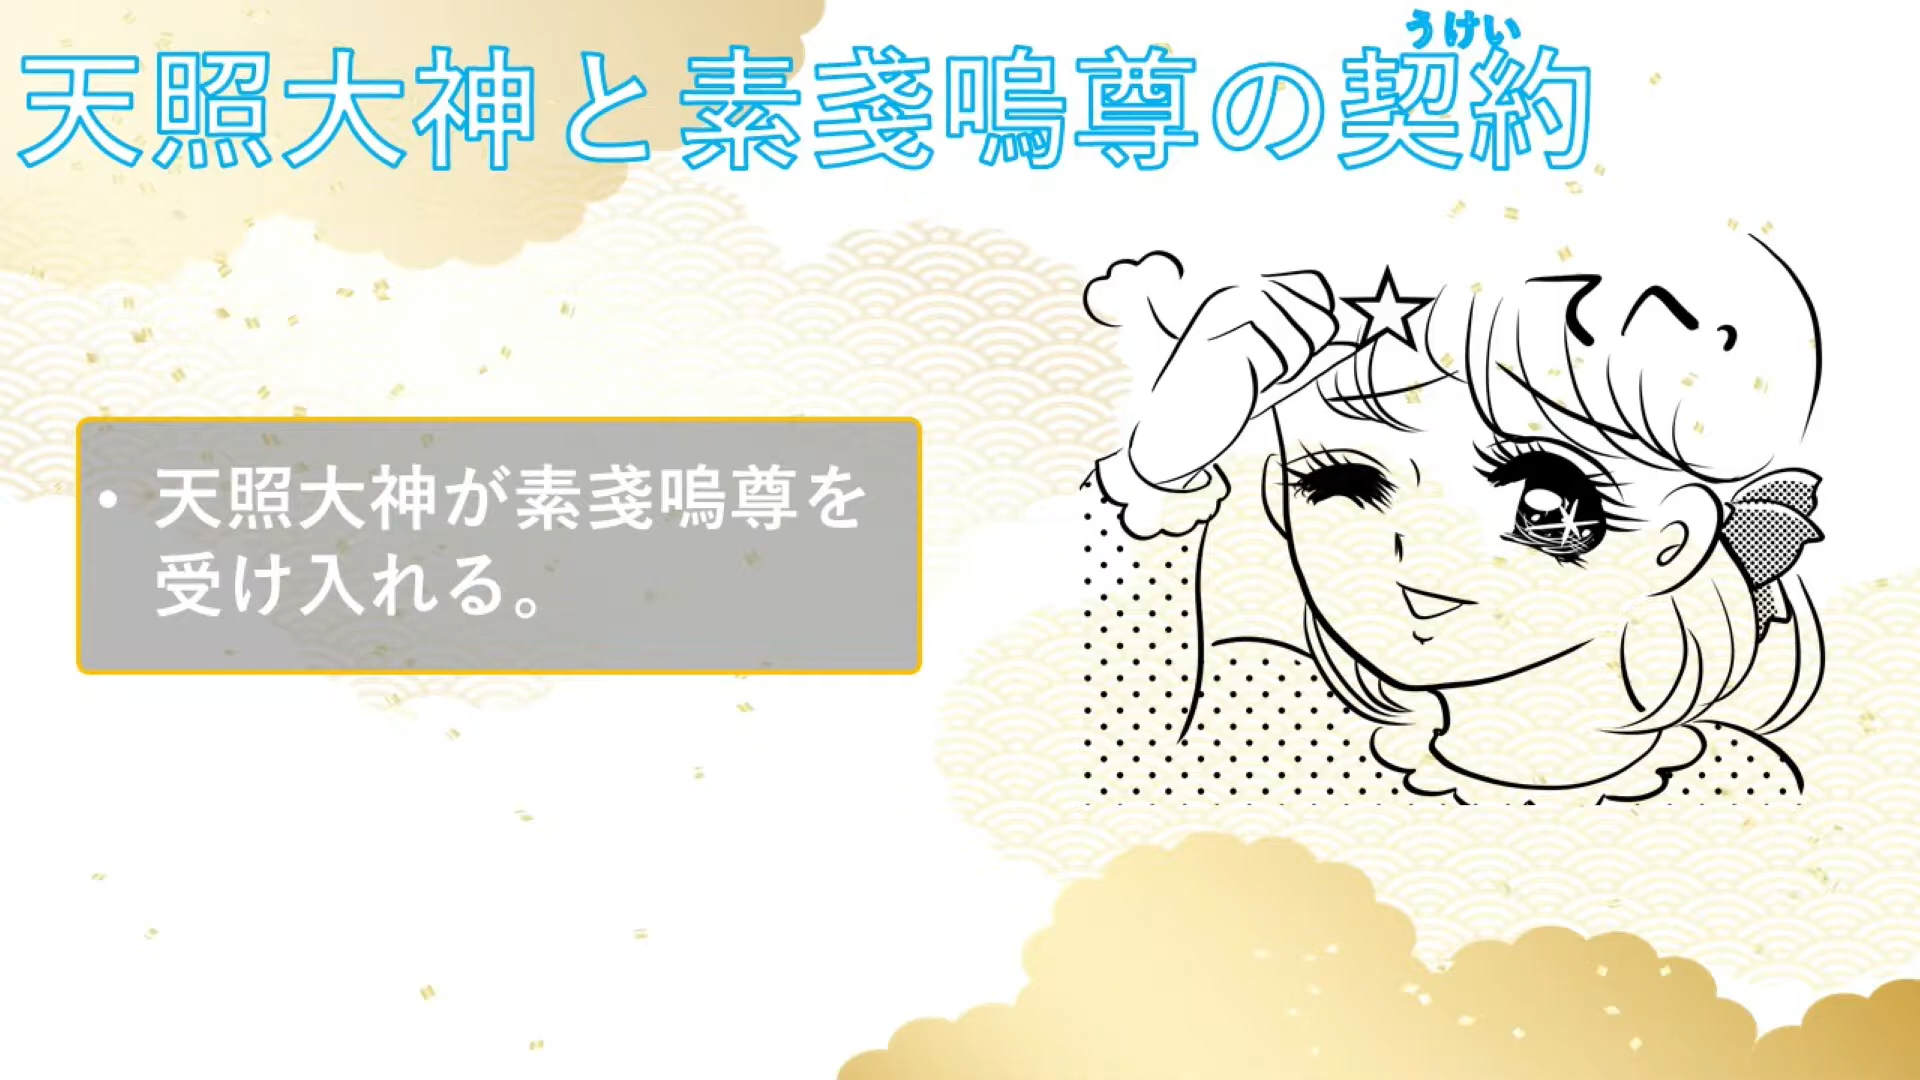 うけい
天照大神と素戔嗚尊の契約
てへ，
• 天照大神が素戔嗚尊を
受け入れる。